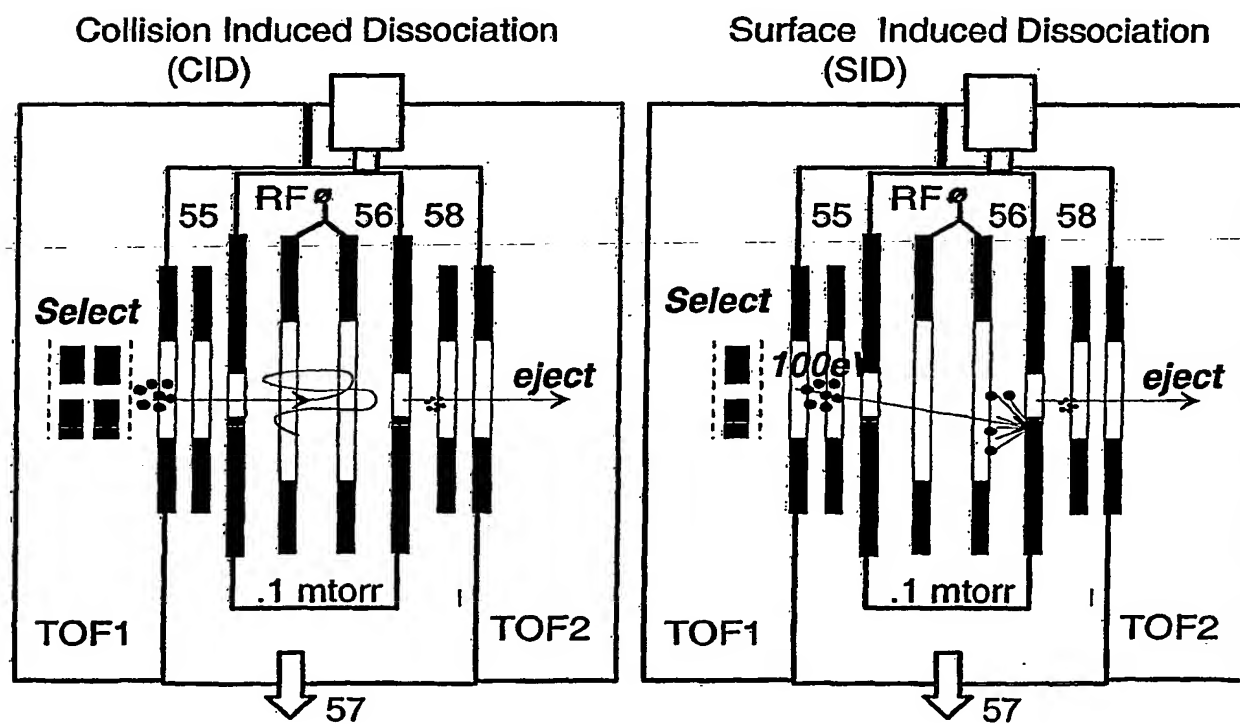 Collision Induced Dissociation
(CID)
RF
55
56
58
Select
eject
.1 mtorr
TOF1
TOF2
57
Surface Induced Dissociation
(SID)
RF
55
56
58
Select
100eV
eject
.1 mtorr
TOF1
TOF2
57